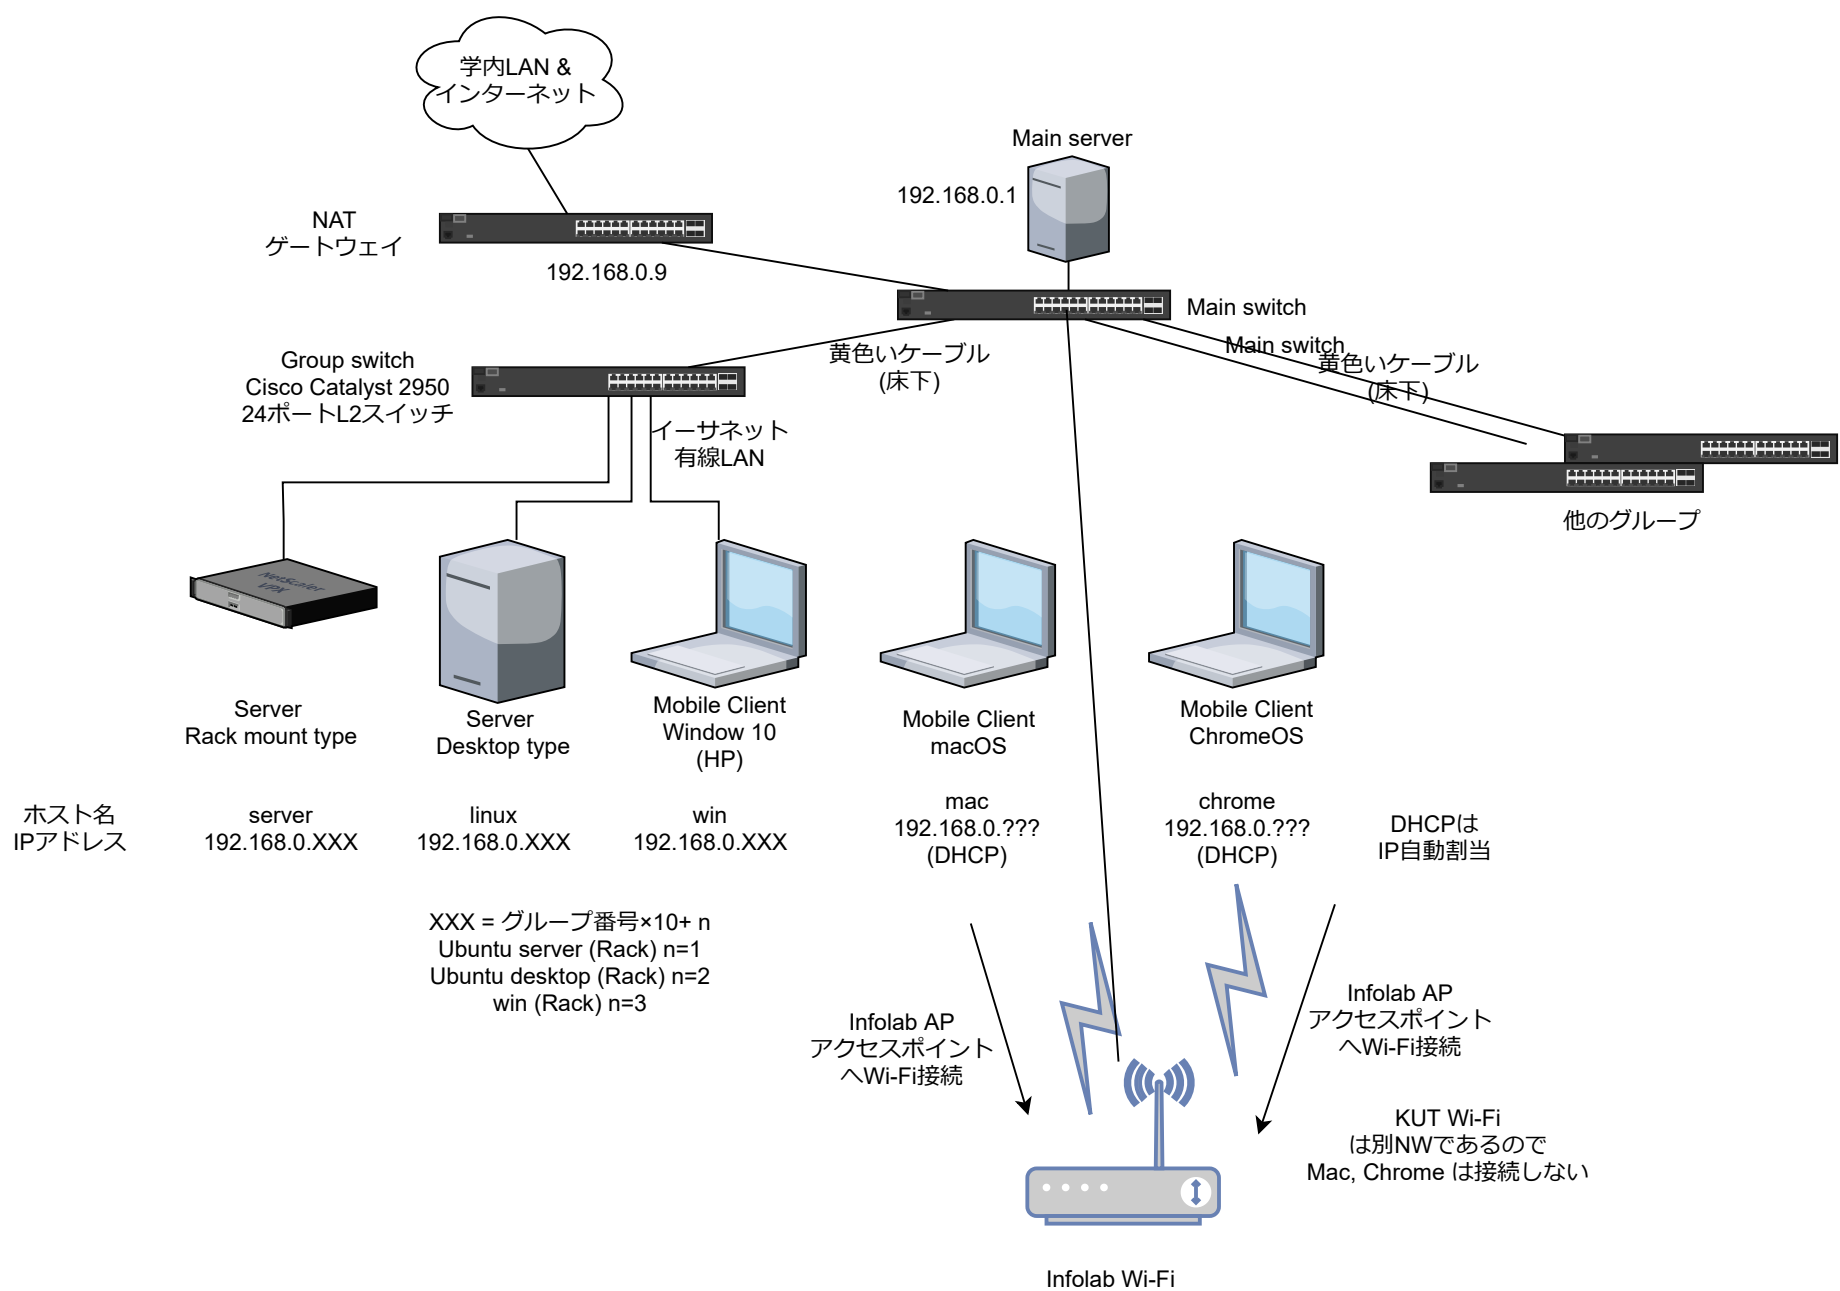 学内LAN &
インターネット
Main server
192.168.0.1
NAT
ゲートウェイ
192.168.0.9
Main switch
Main switch
黄色いケーブル
(床下)
黄色いケーブル
(床下)
Group switch
Cisco Catalyst 2950
24ポートL2スイッチ
イーサネット
有線LAN
他のグループ
NetScaler
VPX
Server
Rack mount type
Server
Desktop type
Mobile Client
Window 10
(HP)
Mobile Client
macOS
Mobile Client
ChromeOS
ホスト名
IPアドレス
server
192.168.0.XXX
linux
192.168.0.XXX
win
192.168.0.XXX
mac
192.168.0.???
(DHCP)
chrome
192.168.0.???
(DHCP)
DHCPは
IP自動割当
XXX = グループ番号×10+ n
Ubuntu server (Rack) n=1
Ubuntu desktop (Rack) n=2
win (Rack) n=3
Infolab AP
アクセスポイント
へWi-Fi接続
Infolab AP
アクセスポイント
へWi-Fi接続
KUT Wi-Fi
は別NWであるので
Mac, Chrome は接続しない
Infolab Wi-Fi